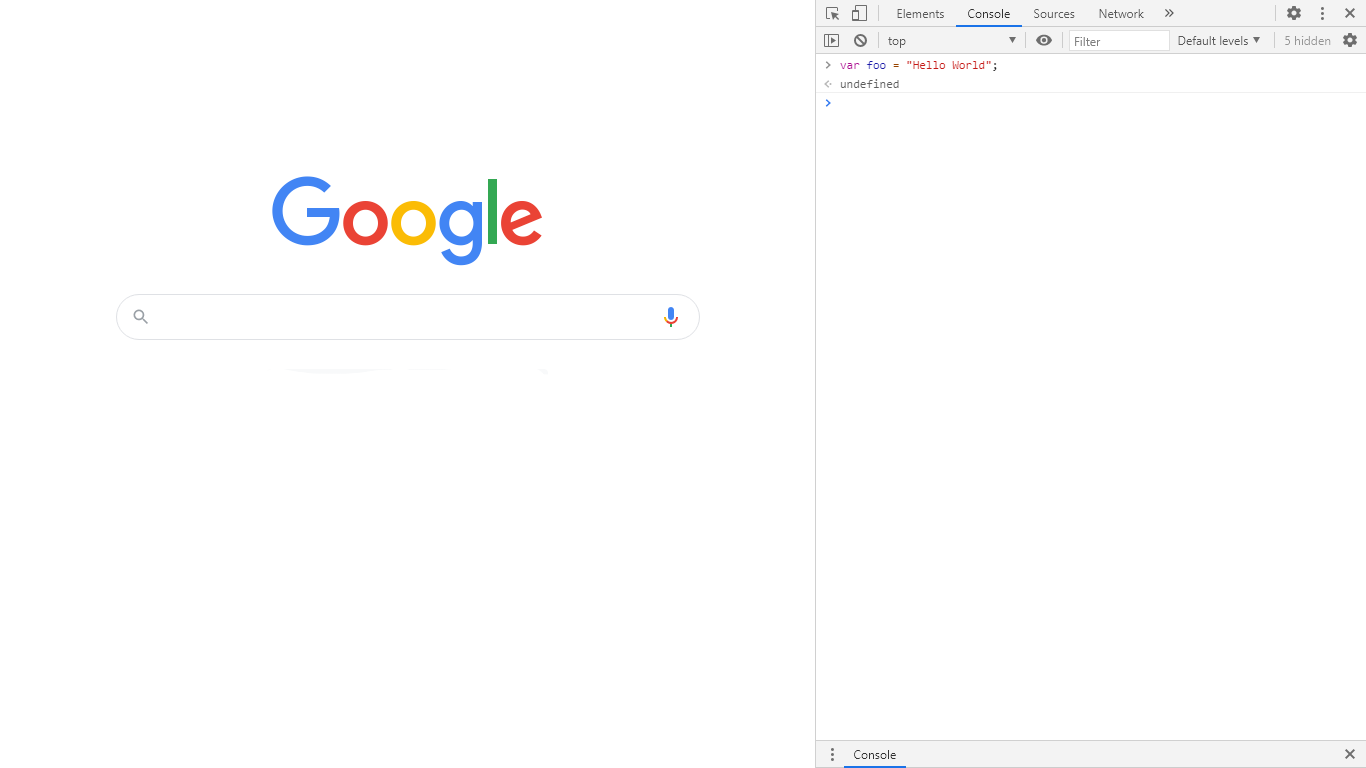 Google
Elements Console Sources Network
top Filter Default levels 5 hidden
var foo = "Hello World";
undefined
Console